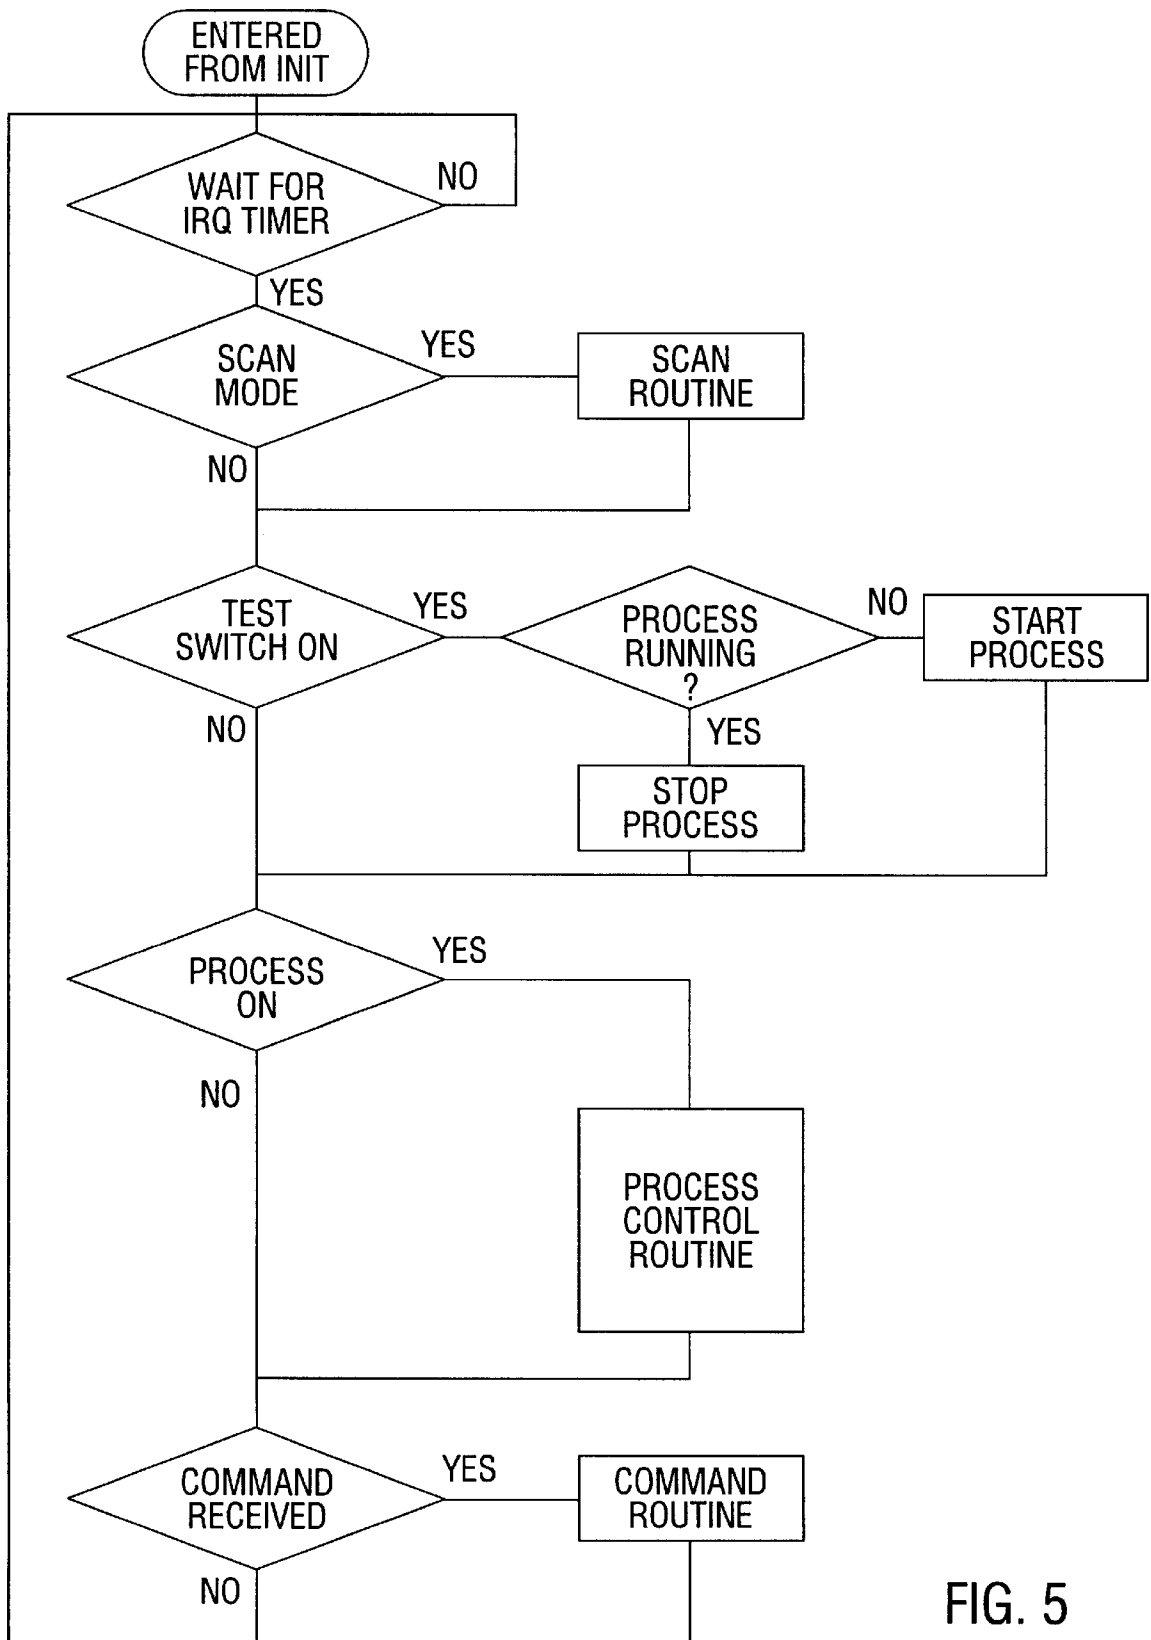 ENTERED
FROM INIT
WAIT FOR
IRQ TIMER
NO
YES
SCAN
MODE
YES
SCAN
ROUTINE
NO
TEST
SWITCH ON
YES
PROCESS
RUNNING
?
NO
START
PROCESS
NO
YES
STOP
PROCESS
PROCESS
ON
YES
NO
PROCESS
CONTROL
ROUTINE
COMMAND
RECEIVED
YES
COMMAND
ROUTINE
NO
FIG. 5